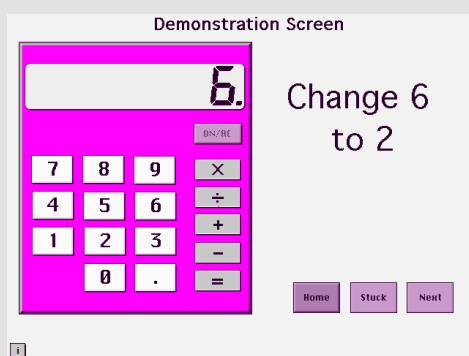 Demonstration Screen
6.
Change 6
to 2
ON/AC
7 8 9 ×
4 5 6 ÷
+
1 2 3 −
0 . =
Home Stuck Next
i